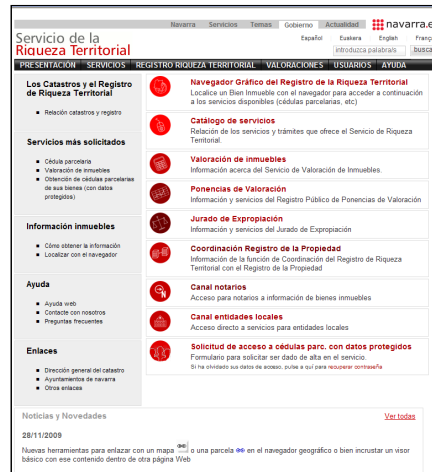 Navarra Servicios Temas Gobierno Actualidad navarra.e
Servicio de la
Riqueza Territorial
Español Euskera English Franç
introduzca palabra/s busca
PRESENTACIÓN SERVICIOS REGISTRO RIQUEZA TERRITORIAL VALORACIONES USUARIOS AYUDA
Los Catastros y el Registro
de Riqueza Territorial
Relación catastros y registro
Servicios más solicitados
Cédula parcelaria
Valoración de inmuebles
Obtención de cédulas parcelarias
de sus bienes (con datos
protegidos)
Información inmuebles
Cómo obtener la información
Localizar con el navegador
Ayuda
Ayuda web
Contacte con nosotros
Preguntas frecuentes
Enlaces
Dirección general del catastro
Ayuntamientos de navarra
Otros enlaces
Navegador Gráfico del Registro de la Riqueza Territorial
Localice un Bien Inmueble con el navegador para acceder a continuación
a los servicios disponibles (cédulas parcelarias, etc)
Catálogo de servicios
Relación de los servicios y trámites que ofrece el Servicio de Riqueza
Territorial.
Valoración de inmuebles
Información acerca del Servicio de Valoración de Inmuebles.
Ponencias de Valoración
Información y servicios del Registro Público de Ponencias de Valoración
Jurado de Expropiación
Información y servicios del Jurado de Expropiación
Coordinación Registro de la Propiedad
Información de la función de Coordinación del Registro de Riqueza
Territorial con el Registro de la Propiedad
Canal notarios
Acceso para notarios a información de bienes inmuebles
Canal entidades locales
Acceso directo a servicios para entidades locales
Solicitud de acceso a cédulas parc. con datos protegidos
Formulario para solicitar ser dado de alta en el servicio.
Si ha olvidado sus datos de acceso, pulse a quí para recuperar contraseña
Noticias y Novedades Ver todas
28/11/2009
Nuevas herramientas para enlazar con un mapa o una parcela en el navegador geográfico o bien incrustar un visor
básico con ese contenido dentro de otra página Web